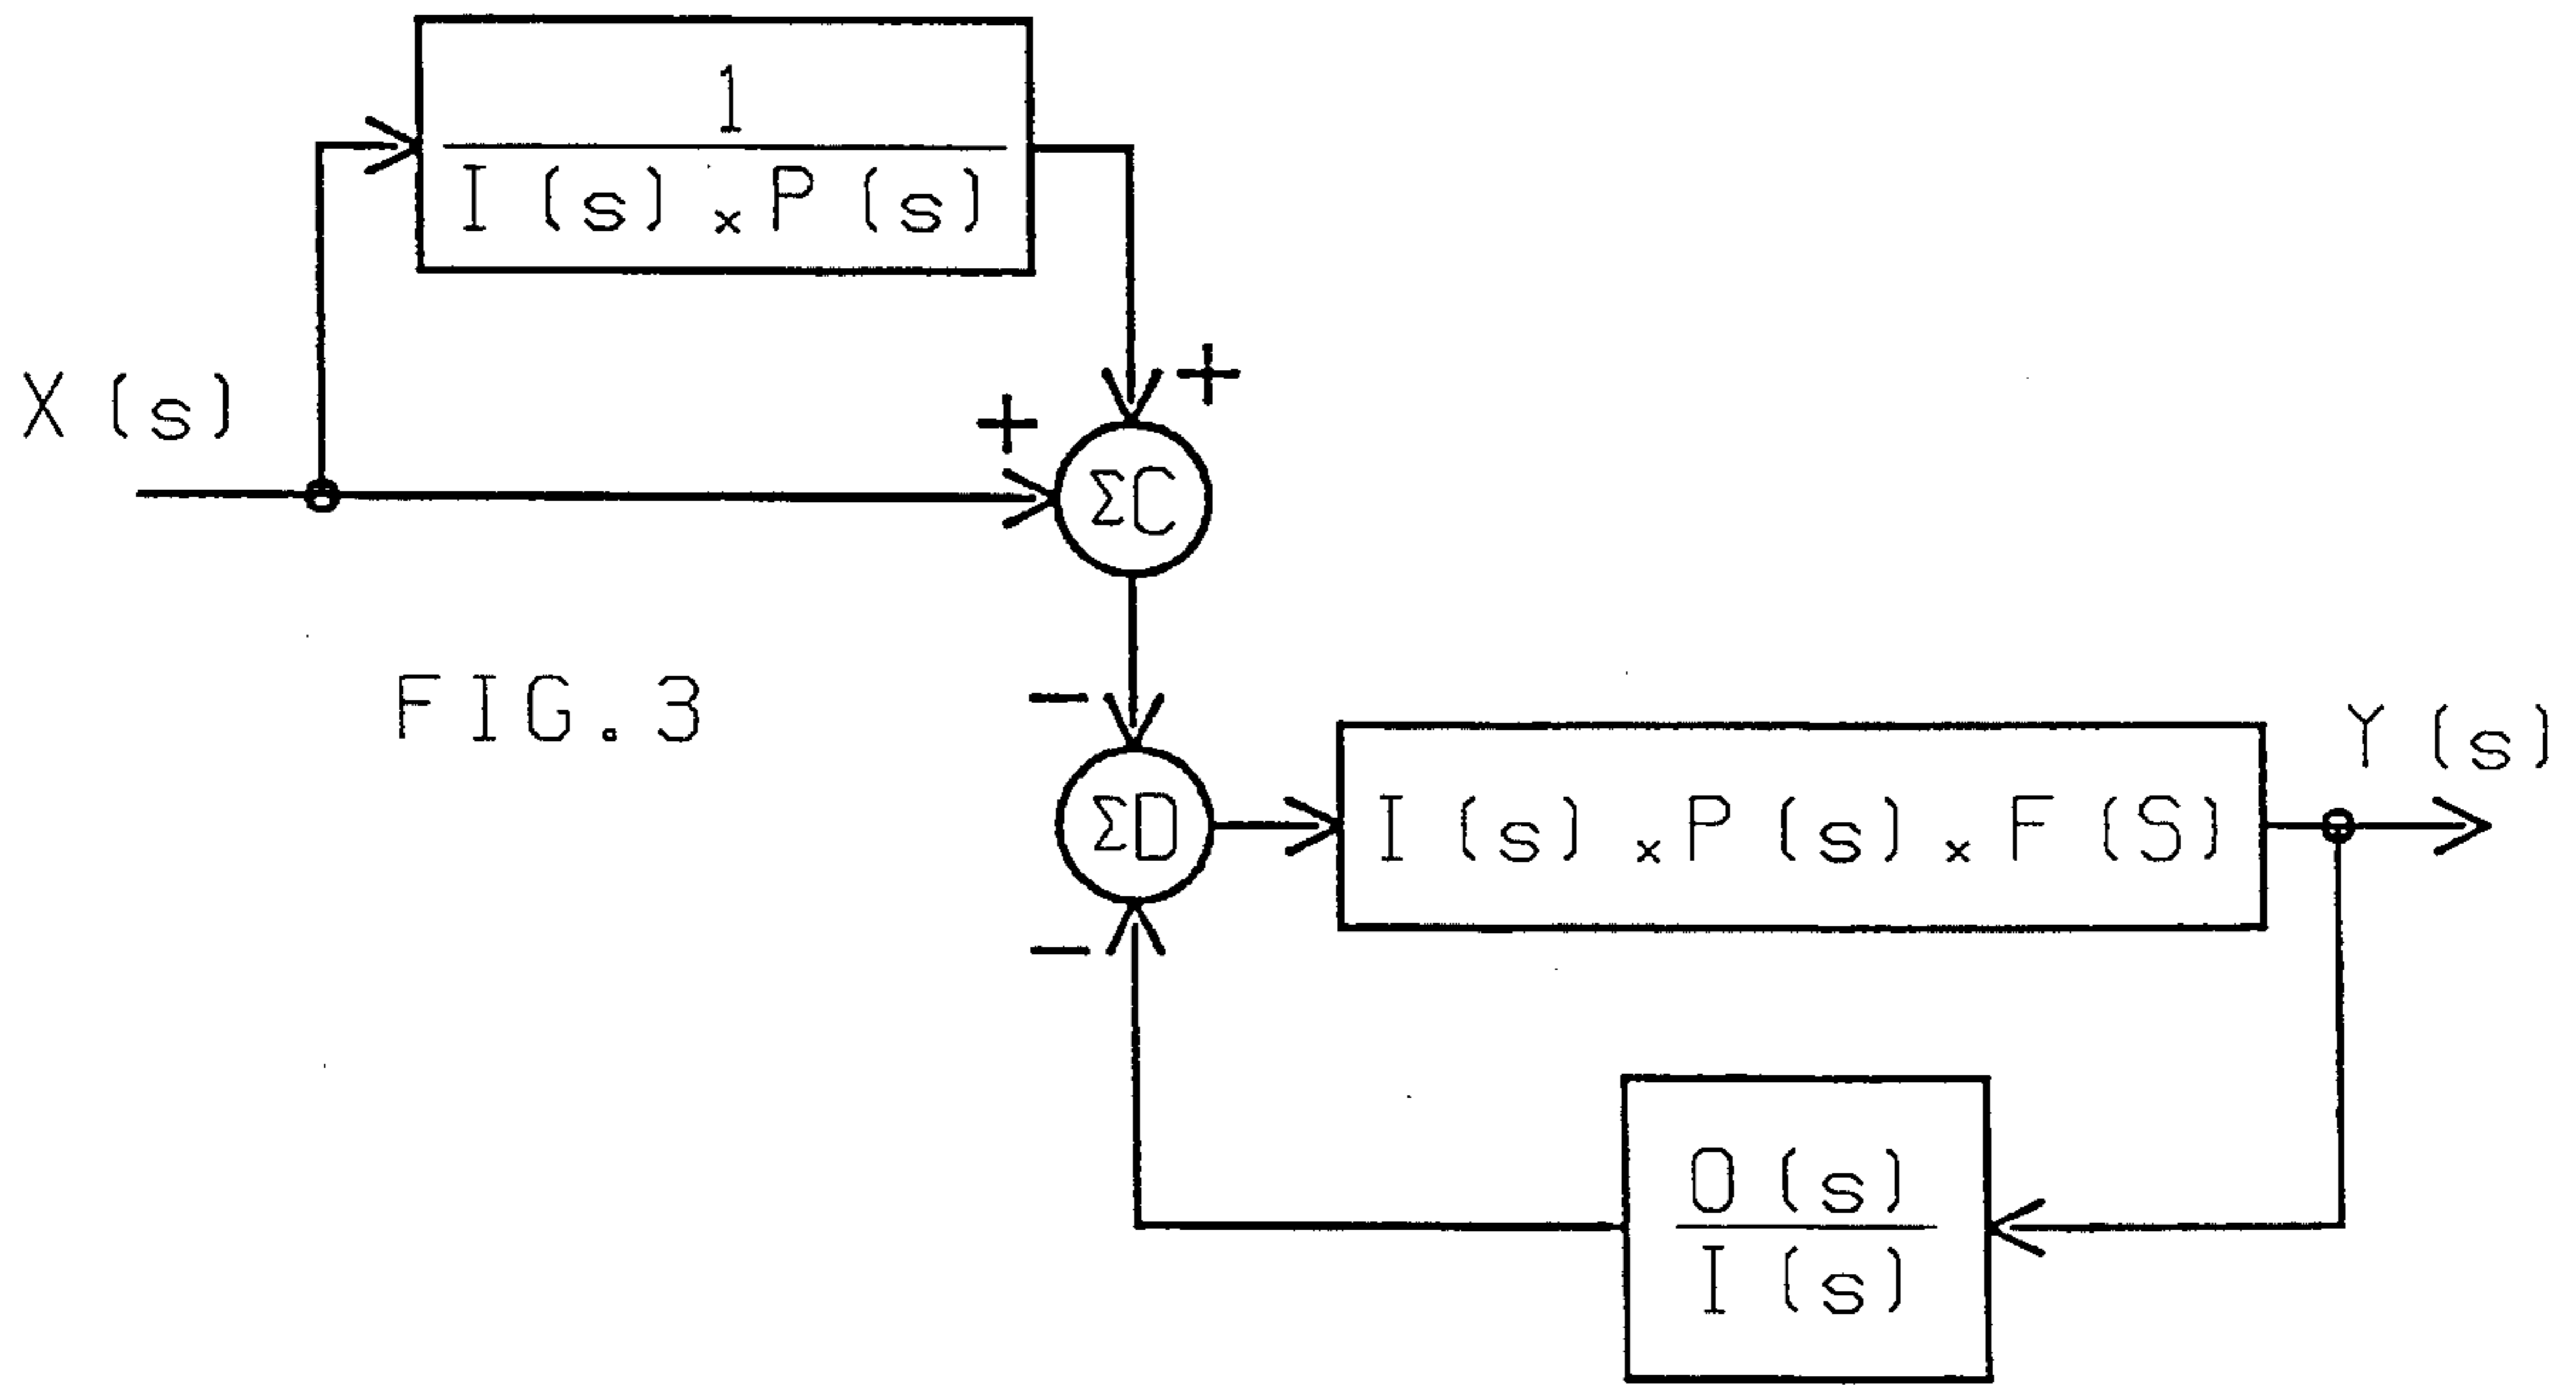 1
I (s) × P (s)
+
X (s)
+
ΣC
FIG. 3
−
Y (s)
ΣD
I (s) × P (s) × F (S)
−
O (s)
I (s)